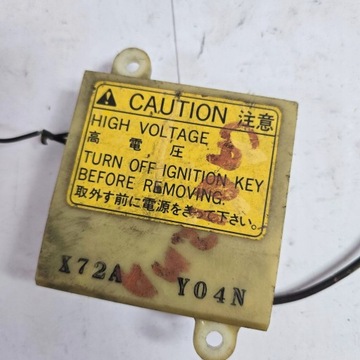 CAUTION 注意
HIGH VOLTAGE
高電圧
TURN OFF IGNITION KEY
BEFORE REMOVING.
取外す前に電源をきって下さい。
X72A Y04N